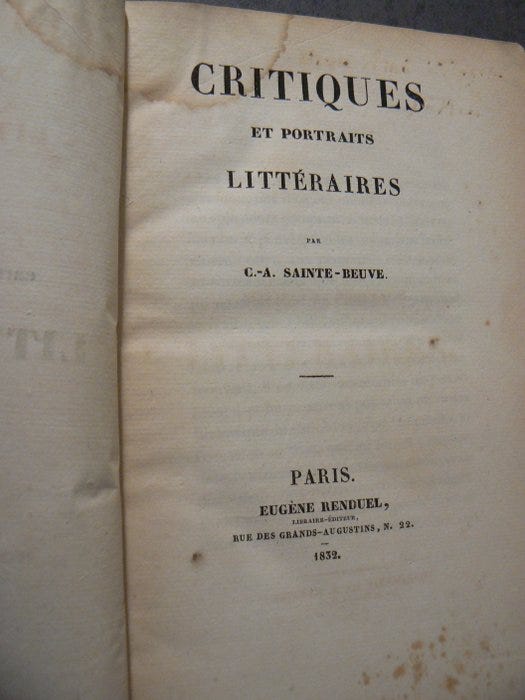 CRITIQUES
ET PORTRAITS
LITTÉRAIRES
PAR
C.-A. SAINTE-BEUVE.
PARIS.
EUGÈNE RENDUEL,
LIBRAIRE-ÉDITEUR,
RUE DES GRANDS-AUGUSTINS, N. 22.
1832.